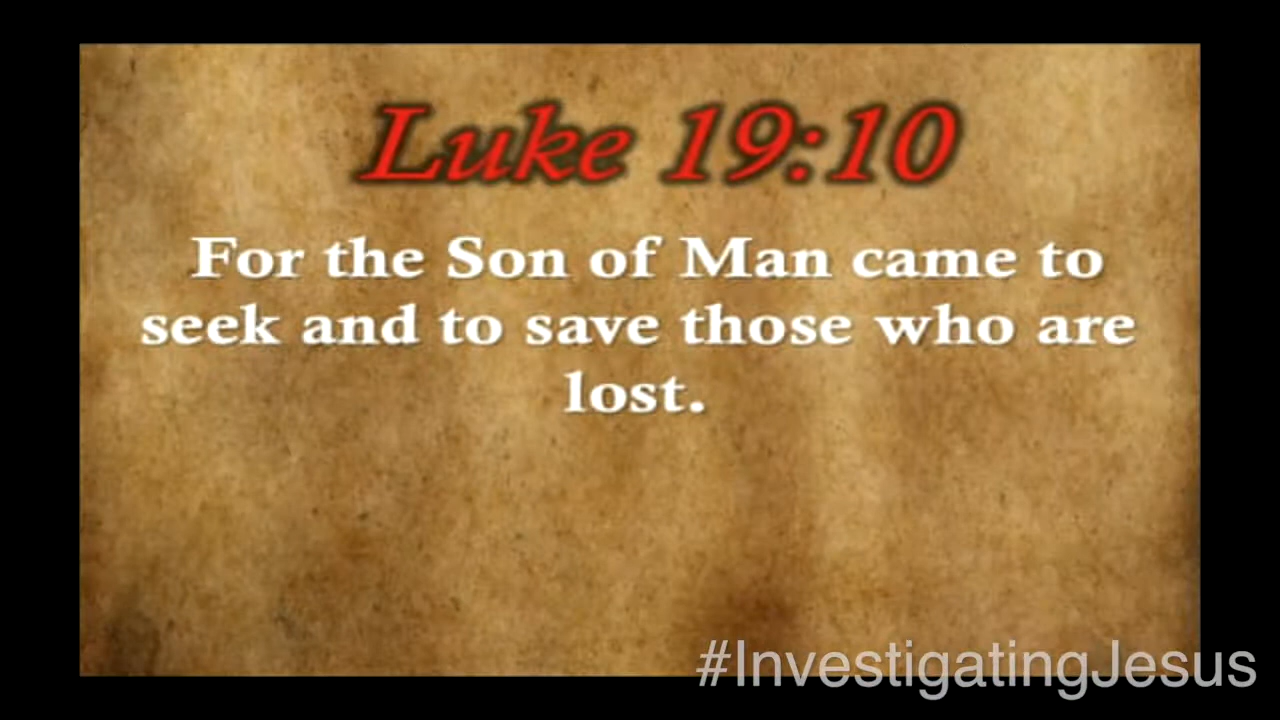 Luke 19:10
For the Son of Man came to
seek and to save those who are
lost.
#InvestigatingJesus